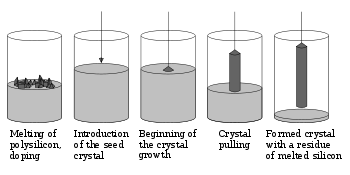 Melting of
polysilicon,
doping
Introduction
of the seed
crystal
Beginning of
the crystal
growth
Crystal
pulling
Formed crystal
with a residue
of melted silicon